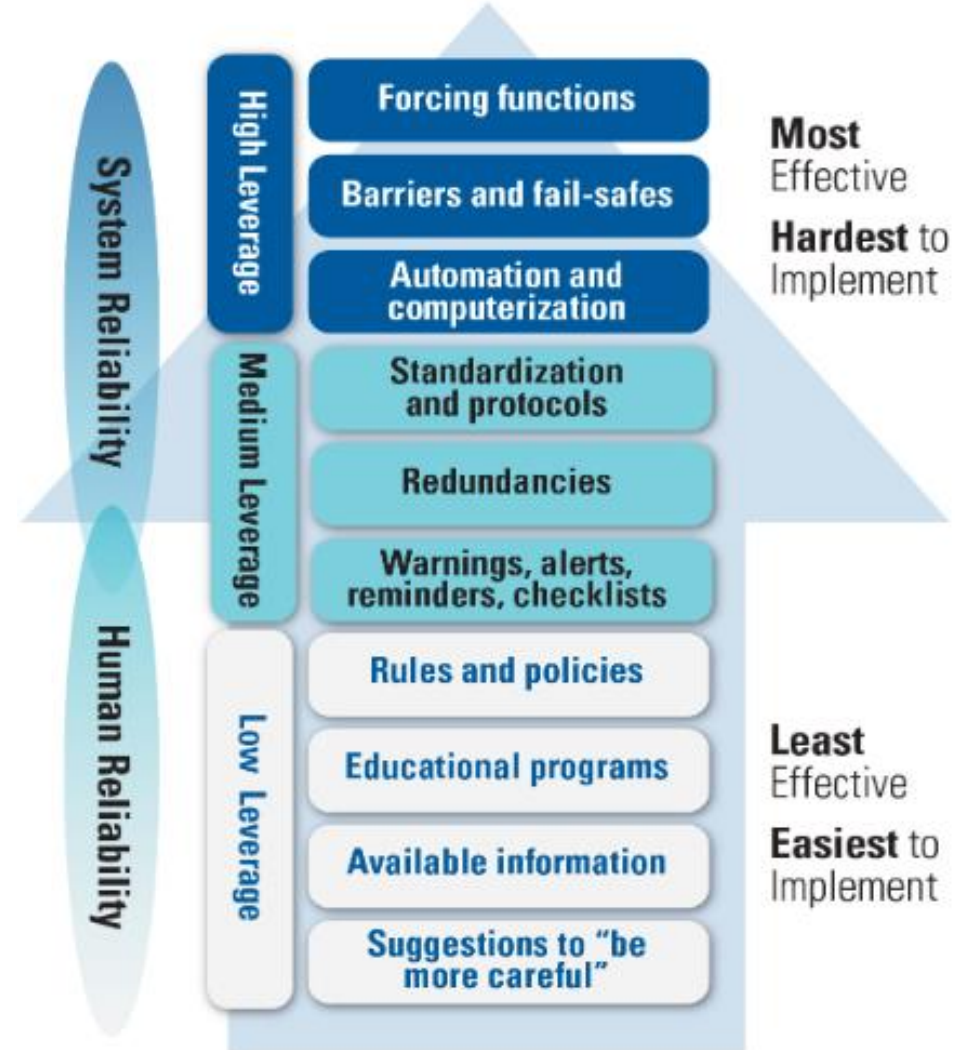 System Reliability
Human Reliability
High Leverage
Forcing functions
Barriers and fail-safes
Automation and
computerization
Medium Leverage
Standardization
and protocols
Redundancies
Warnings, alerts,
reminders, checklists
Low Leverage
Rules and policies
Educational programs
Available information
Suggestions to “be
more careful”
Most
Effective
Hardest to
Implement
Least
Effective
Easiest to
Implement